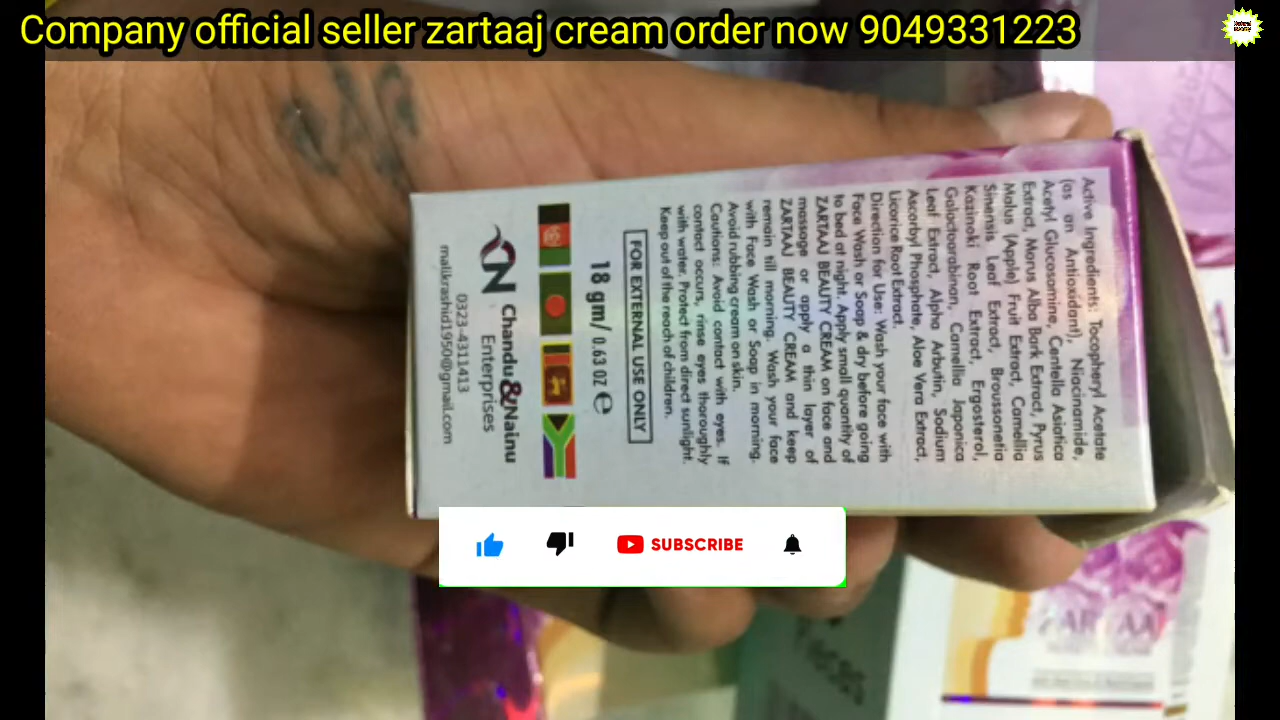 Company official seller zartaaj cream order now 9049331223
Active Ingredients: Tocopheryl Acetate
(as an Antioxidant), Niacinamide,
Acetyl Glucosamine, Centella Asiatica
Extract, Morus Alba Bark Extract, Pyrus
Malus (Apple) Fruit Extract, Camellia
Sinensis Leaf Extract, Broussonetia
Kazinoki Root Extract, Ergosterol,
Galactoarabinan, Camellia Japonica
Leaf Extract, Alpha Arbutin, Sodium
Ascorbyl Phosphate, Aloe Vera Extract,
Licorice Root Extract.
Direction for Use: Wash your face with
Face Wash or Soap & dry before going
to bed at night. Apply small quantity of
ZARTAAJ BEAUTY CREAM on face and
massage or apply a thin layer of
ZARTAAJ BEAUTY CREAM and keep
remain till morning. Wash your face
with Face Wash or Soap in morning.
Avoid rubbing cream on skin.
Cautions: Avoid contact with eyes. If
contact occurs, rinse eyes thoroughly
with water. Protect from direct sunlight.
Keep out of the reach of children.
FOR EXTERNAL USE ONLY
18 gm/ 0.63 OZ e
CN Chandu&Nainu
Enterprises
0323-4311413
malikrashid1950@gmail.com
SUBSCRIBE